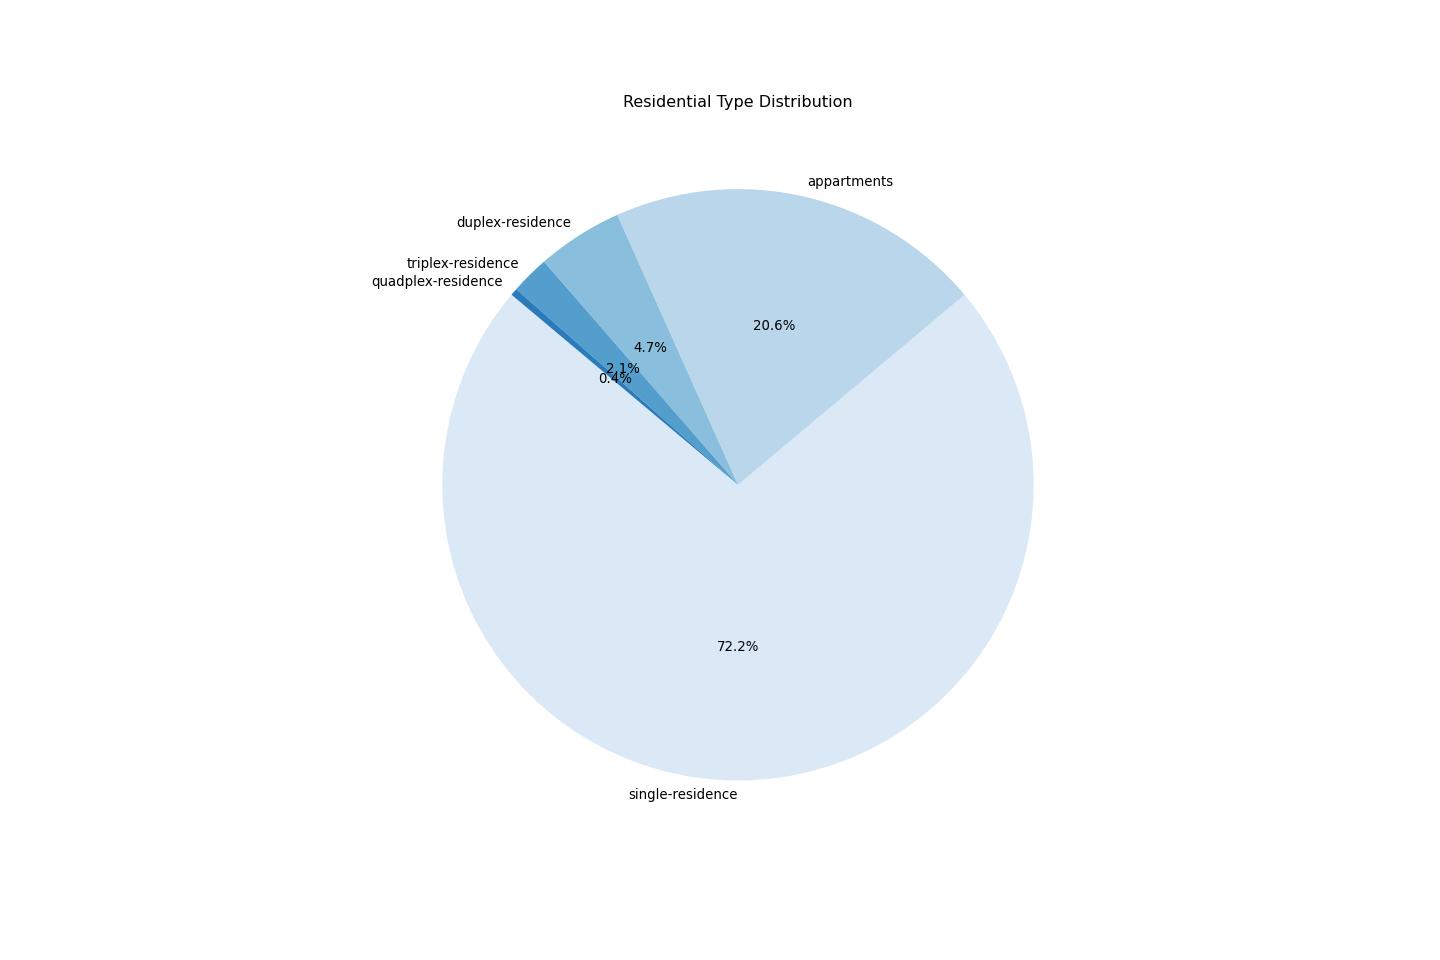 Residential Type Distribution
appartments
duplex-residence
triplex-residence
quadplex-residence
20.6%
4.7%
2.1%
0.4%
72.2%
single-residence